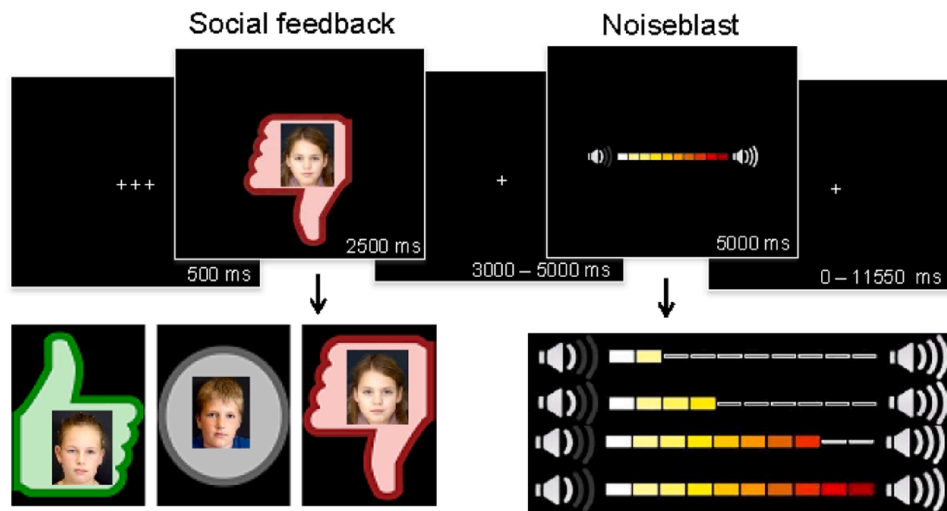 Social feedback
Noiseblast
+++
500 ms
2500 ms
+
3000 – 5000 ms
5000 ms
+
0 – 11550 ms